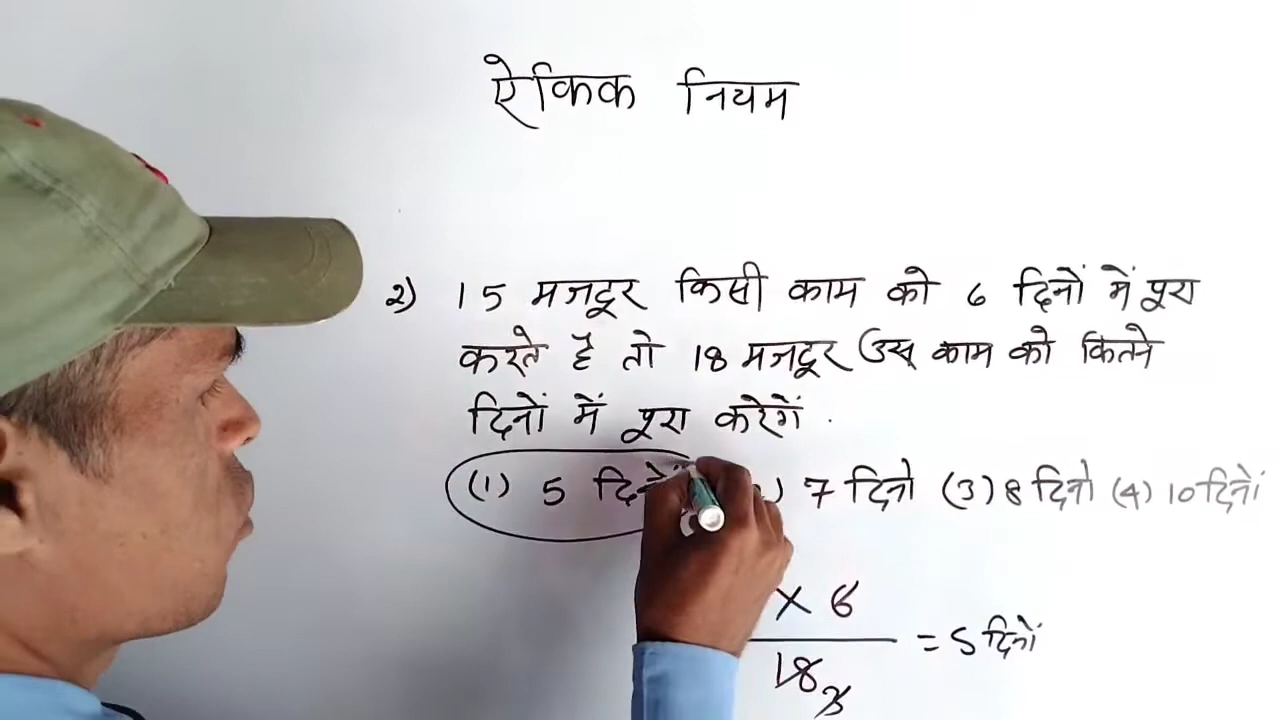 ऐकिक नियम
2) 15 मजदूर किसी काम को 6 दिनों में पूरा
करते है तो 18 मजदूर उस काम को कितने
दिनों में पूरा करेगें .
(1) 5 दिनों ) 7 दिनो (3) 8 दिनो (4) 10 दिनों
× 6
= 5 दिनों
18 3